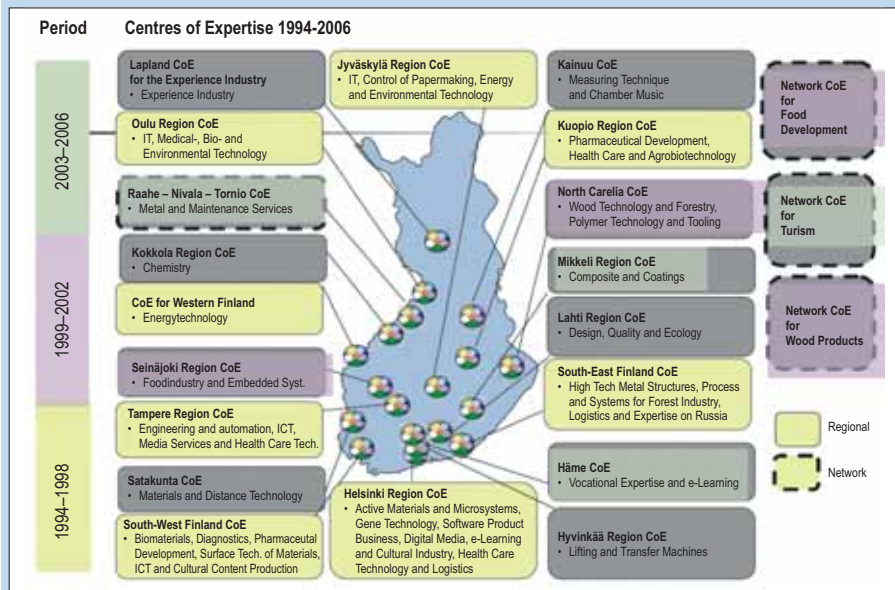 Period
Centres of Expertise 1994-2006
2003–2006
1999–2002
1994–1998
Lapland CoE
for the Experience Industry
• Experience Industry
Oulu Region CoE
• IT, Medical-, Bio- and
Environmental Technology
Raahe – Nivala – Tornio CoE
• Metal and Maintenance Services
Kokkola Region CoE
• Chemistry
CoE for Western Finland
• Energytechnology
Seinäjoki Region CoE
• Foodindustry and Embedded Syst.
Tampere Region CoE
• Engineering and automation, ICT,
Media Services and Health Care Tech.
Satakunta CoE
• Materials and Distance Technology
South-West Finland CoE
• Biomaterials, Diagnostics, Pharmaceutal
Development, Surface Tech. of Materials,
ICT and Cultural Content Production
Jyväskylä Region CoE
• IT, Control of Papermaking, Energy
and Environmental Technology
Helsinki Region CoE
• Active Materials and Microsystems,
Gene Technology, Software Product
Business, Digital Media, e-Learning
and Cultural Industry, Health Care
Technology and Logistics
Kainuu CoE
• Measuring Technique
and Chamber Music
Kuopio Region CoE
• Pharmaceutical Development,
Health Care and Agrobiotechnology
North Carelia CoE
• Wood Technology and Forestry,
Polymer Technology and Tooling
Mikkeli Region CoE
• Composite and Coatings
Lahti Region CoE
• Design, Quality and Ecology
South-East Finland CoE
• High Tech Metal Structures, Process
and Systems for Forest Industry,
Logistics and Expertise on Russia
Häme CoE
• Vocational Expertise and e-Learning
Hyvinkää Region CoE
• Lifting and Transfer Machines
Network CoE
for
Food
Development
Network CoE
for
Turism
Network CoE
for
Wood Products
Regional
Network